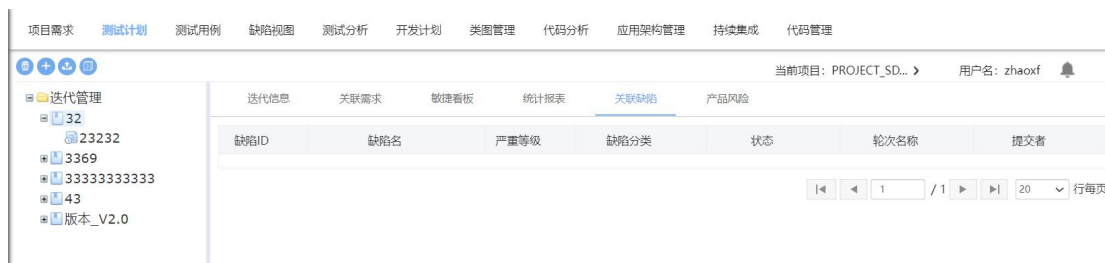 项目需求 测试计划 测试用例 缺陷视图 测试分析 开发计划 类图管理 代码分析 应用架构管理 持续集成 代码管理
当前项目: PROJECT_SD... 用户名: zhaoxf
迭代管理
32
23232
3369
33333333333
43
版本_V2.0
迭代信息 关联需求 敏捷看板 统计报表 关联缺陷 产品风险
缺陷ID 缺陷名 严重等级 缺陷分类 状态 轮次名称 提交者
1 / 1 20 行每页